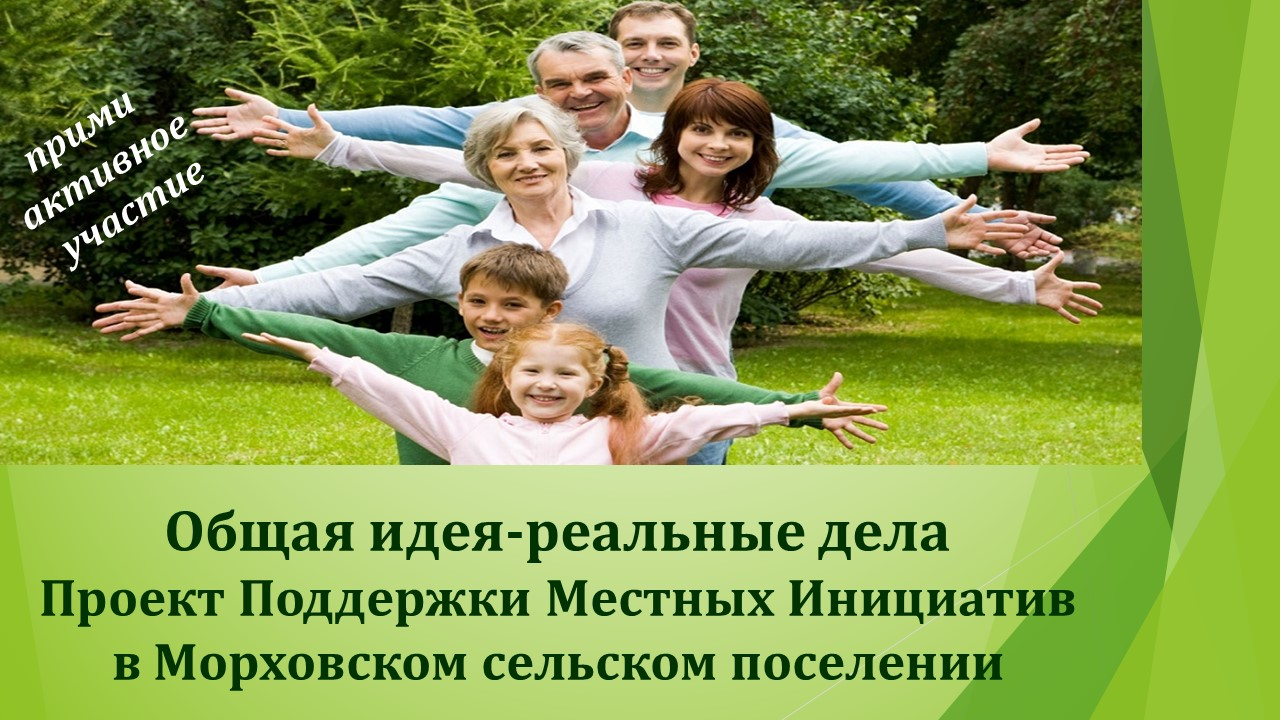 прими
активное
участие
Общая идея-реальные дела
Проект Поддержки Местных Инициатив
в Морховском сельском поселении